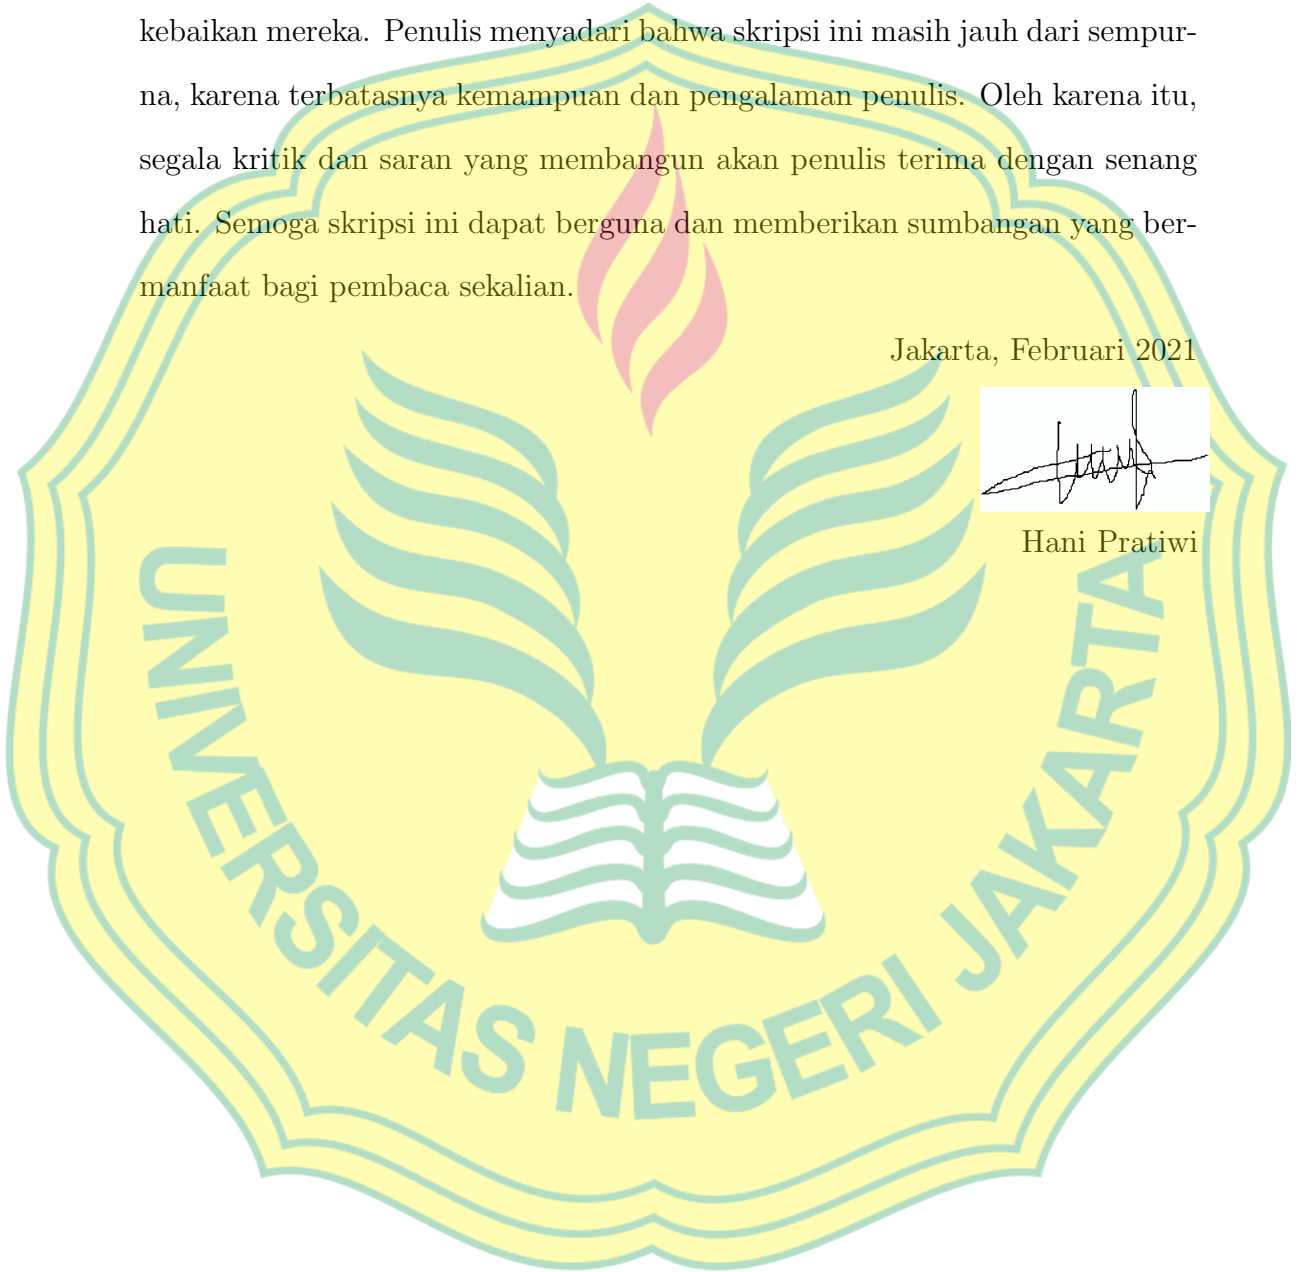 kebaikan mereka. Penulis menyadari bahwa skripsi ini masih jauh dari sempur-
na, karena terbatasnya kemampuan dan pengalaman penulis. Oleh karena itu,
segala kritik dan saran yang membangun akan penulis terima dengan senang
hati. Semoga skripsi ini dapat berguna dan memberikan sumbangan yang ber-
manfaat bagi pembaca sekalian.
Jakarta, Februari 2021
Hani Pratiwi
UNIVERSITAS NEGERI JAKARTA